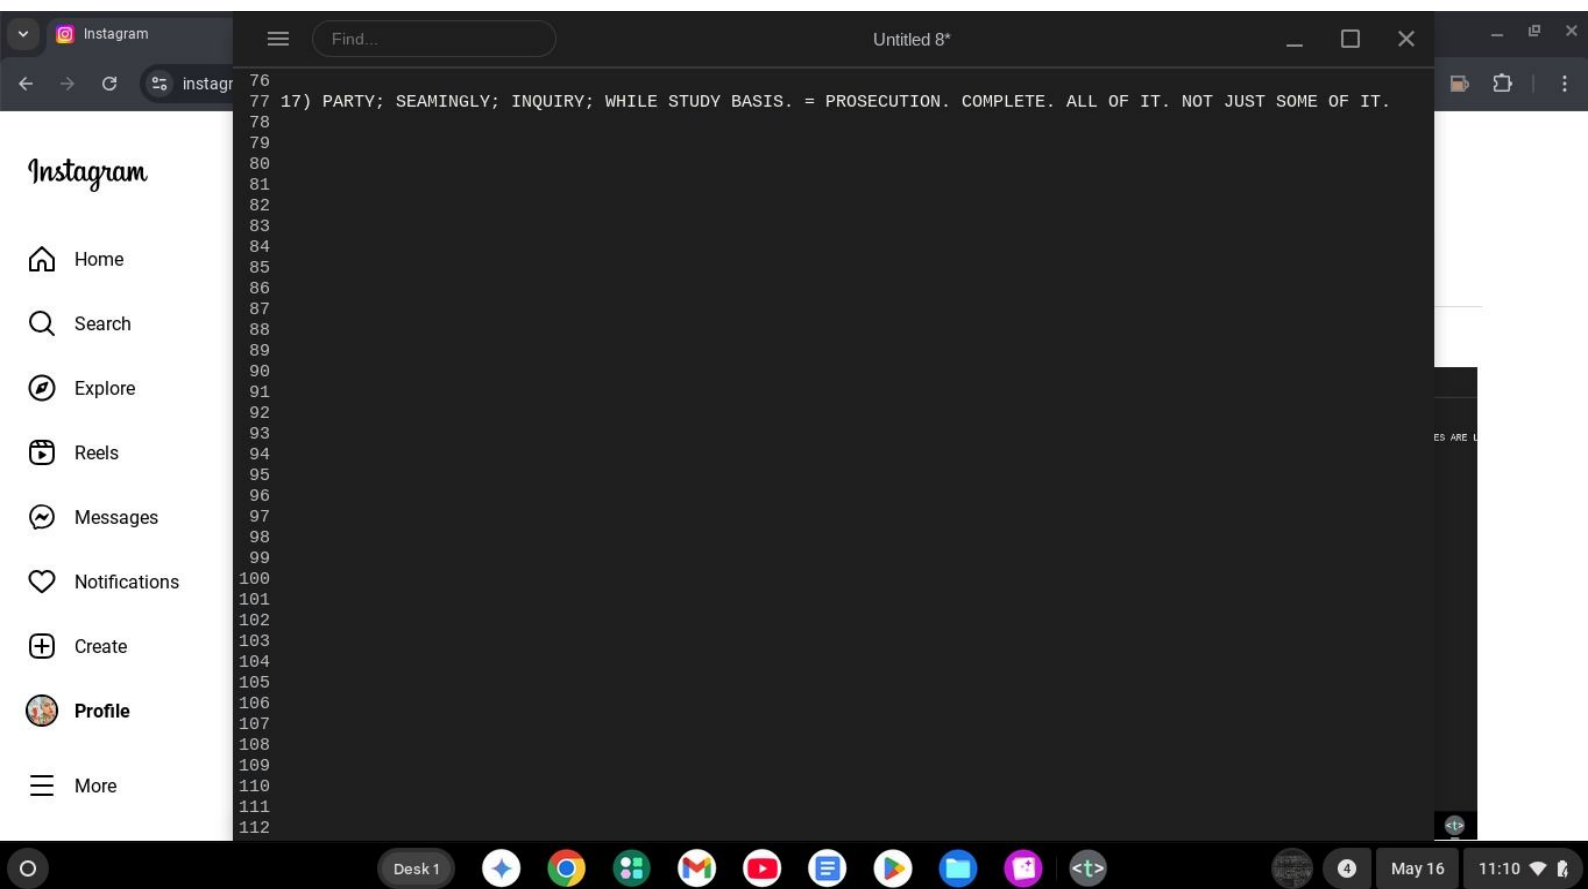 Instagram
Find...
Untitled 8*
instagr
76
77 17) PARTY; SEAMINGLY; INQUIRY; WHILE STUDY BASIS. = PROSECUTION. COMPLETE. ALL OF IT. NOT JUST SOME OF IT.
78
79
80
81
82
83
84
85
86
87
88
89
90
91
92
93
94
95
96
97
98
99
100
101
102
103
104
105
106
107
108
109
110
111
112
Instagram
Home
Search
Explore
Reels
Messages
Notifications
Create
Profile
More
ES ARE L
<t>
Desk 1
<t>
4
May 16
11:10